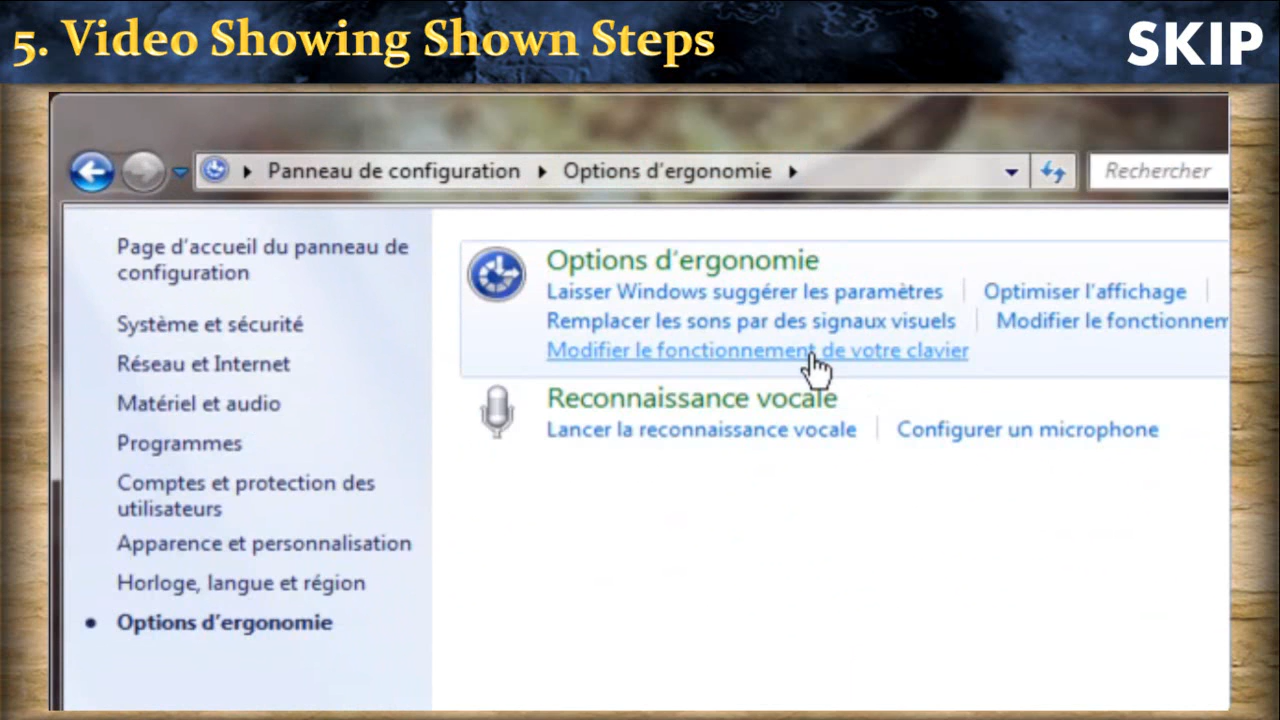 5. Video Showing Shown Steps
SKIP
Panneau de configuration
Options d'ergonomie
Rechercher
Page d'accueil du panneau de
configuration
Système et sécurité
Réseau et Internet
Matériel et audio
Programmes
Comptes et protection des
utilisateurs
Apparence et personnalisation
Horloge, langue et région
Options d'ergonomie
Options d'ergonomie
Laisser Windows suggérer les paramètres
Optimiser l'affichage
Remplacer les sons par des signaux visuels
Modifier le fonctionnem
Modifier le fonctionnement de votre clavier
Reconnaissance vocale
Lancer la reconnaissance vocale
Configurer un microphone